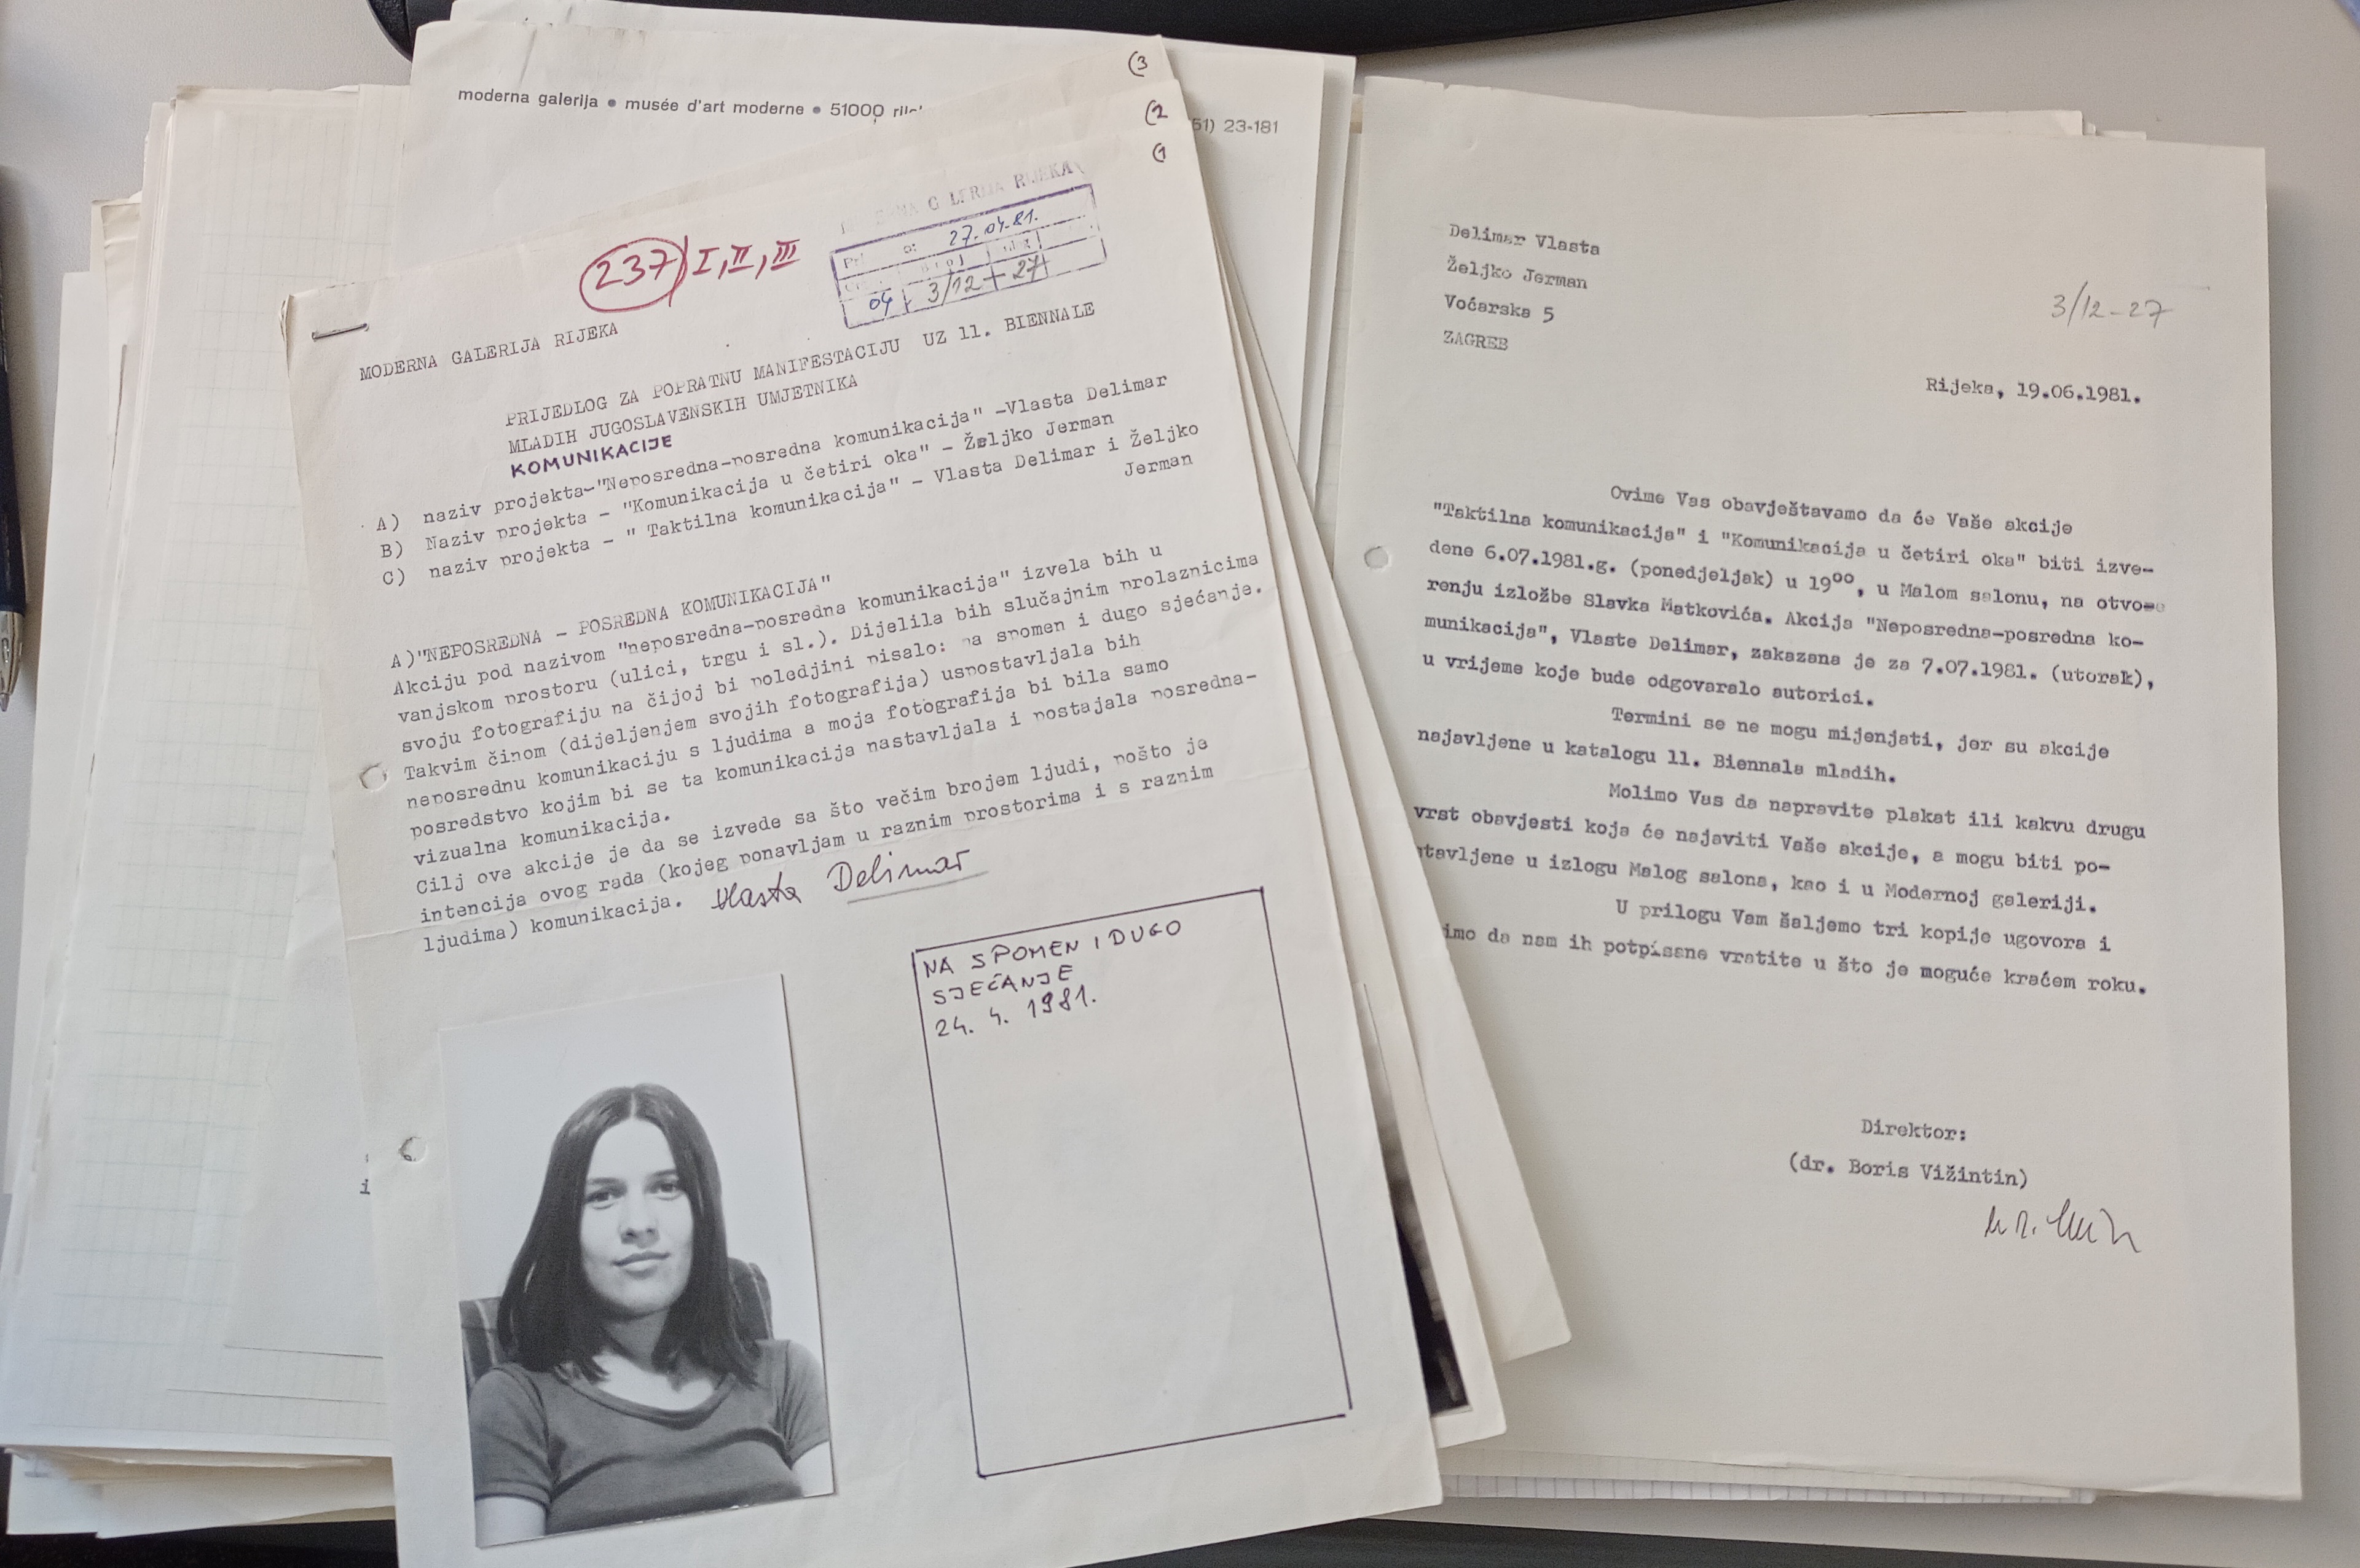 (3
(2
(1
moderna galerija • musée d'art moderne • 51000
51) 23-181
237 I, II, III
GALERIJA RIJEKA
27.04.81.
04 3/12 27
MODERNA GALERIJA RIJEKA
PRIJEDLOG ZA POPRATNU MANIFESTACIJU UZ 11. BIENNALE
MLADIH JUGOSLAVENSKIH UMJETNIKA
KOMUNIKACIJE
A) naziv projekta-"Neposredna-posredna komunikacija" -Vlasta Delimar
B) Naziv projekta - "Komunikacija u četiri oka" - Željko Jerman
C) naziv projekta - " Taktilna komunikacija" - Vlasta Delimar i Željko
Jerman
A)"NEPOSREDNA - POSREDNA KOMUNIKACIJA"
Akciju pod nazivom "neposredna-posredna komunikacija" izvela bih u
vanjskom prostoru (ulici, trgu i sl.). Dijelila bih slučajnim prolaznicima
svoju fotografiju na čijoj bi poledjini pisalo: na spomen i dugo sjećanje.
Takvim činom (dijeljenjem svojih fotografija) uspostavljala bih
neposrednu komunikaciju s ljudima a moja fotografija bi bila samo
posredstvo kojim bi se ta komunikacija nastavljala i postajala posredna-
vizualna komunikacija.
Cilj ove akcije je da se izvede sa što večim brojem ljudi, pošto je
intencija ovog rada (kojeg ponavljam u raznim prostorima i s raznim
ljudima) komunikacija. Vlasta Delimar
NA SPOMEN I DUGO
SJEĆANJE
24. 4. 1981.
i
Delimar Vlasta
Željko Jerman
Voćarska 5
ZAGREB
3/12-27
Rijeka, 19.06.1981.
Ovime Vas obavještavamo da će Vaše akcije
"Taktilna komunikacija" i "Komunikacija u četiri oka" biti izve-
dene 6.07.1981.g. (ponedjeljak) u 19⁰⁰, u Malom salonu, na otvo-
renju izložbe Slavka Matkovića. Akcija "Neposredna-posredna ko-
munikacija", Vlaste Delimar, zakazana je za 7.07.1981. (utorak),
u vrijeme koje bude odgovaralo autorici.
Termini se ne mogu mijenjati, jer su akcije
najavljene u katalogu 11. Biennala mladih.
Molimo Vas da napravite plakat ili kakvu drugu
vrst obavjesti koja će najaviti Vaše akcije, a mogu biti po-
stavljene u izlogu Malog salona, kao i u Modernoj galeriji.
U prilogu Vam šaljemo tri kopije ugovora i
imo da nam ih potpisane vratite u što je moguće kraćem roku.
Direktor:
(dr. Boris Vižintin)